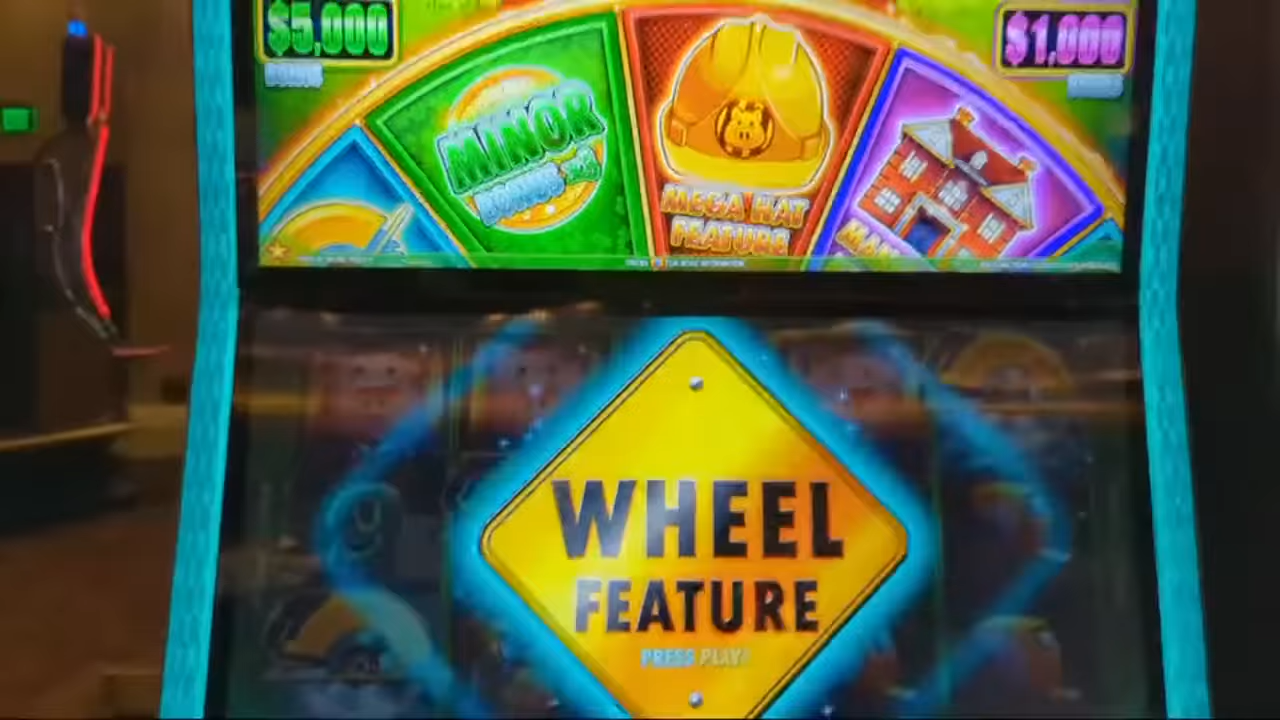 $5,000
$1,000
MINOR
BONUS
MEGA HAT
FEATURE
WHEEL
FEATURE
PRESS PLAY!